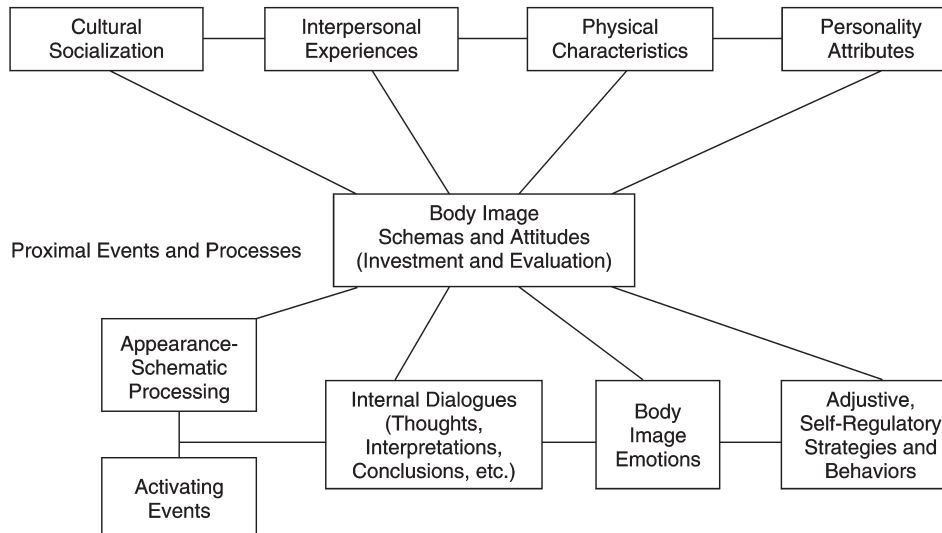 Cultural
Socialization
Interpersonal
Experiences
Physical
Characteristics
Personality
Attributes
Body Image
Schemas and Attitudes
(Investment and Evaluation)
Proximal Events and Processes
Appearance-
Schematic
Processing
Internal Dialogues
(Thoughts,
Interpretations,
Conclusions, etc.)
Body
Image
Emotions
Adjustive,
Self-Regulatory
Strategies and
Behaviors
Activating
Events